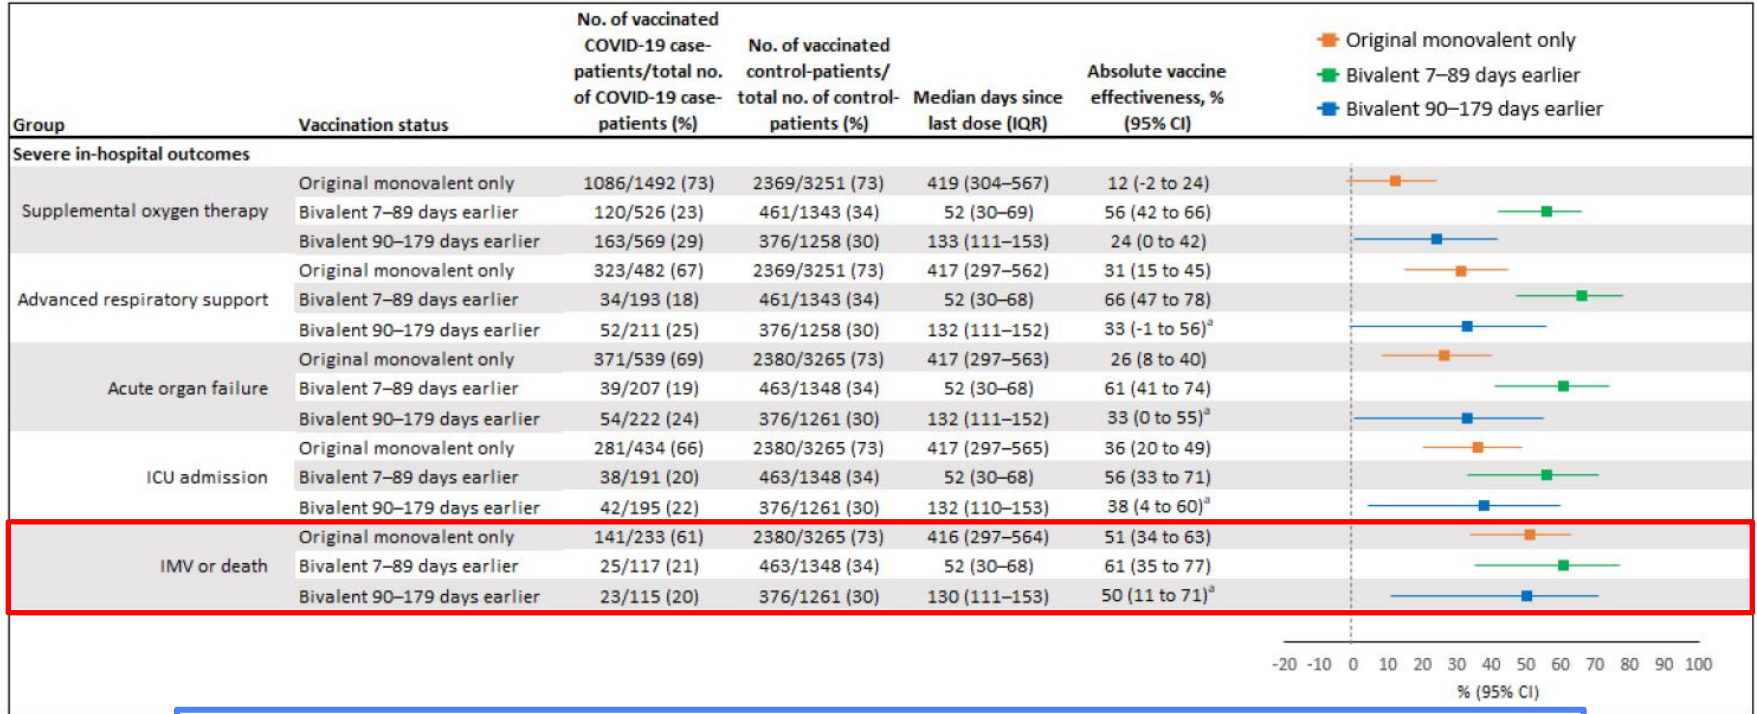 No. of vaccinated COVID-19 case-patients/total no. of COVID-19 case-patients (%)
No. of vaccinated control-patients/ total no. of control-patients (%)
Median days since last dose (IQR)
Absolute vaccine effectiveness, % (95% CI)
Group
Vaccination status
Original monovalent only
Bivalent 7–89 days earlier
Bivalent 90–179 days earlier
Severe in-hospital outcomes
Supplemental oxygen therapy
Original monovalent only 1086/1492 (73) 2369/3251 (73) 419 (304–567) 12 (-2 to 24)
Bivalent 7–89 days earlier 120/526 (23) 461/1343 (34) 52 (30–69) 56 (42 to 66)
Bivalent 90–179 days earlier 163/569 (29) 376/1258 (30) 133 (111–153) 24 (0 to 42)
Advanced respiratory support
Original monovalent only 323/482 (67) 2369/3251 (73) 417 (297–562) 31 (15 to 45)
Bivalent 7–89 days earlier 34/193 (18) 461/1343 (34) 52 (30–68) 66 (47 to 78)
Bivalent 90–179 days earlier 52/211 (25) 376/1258 (30) 132 (111–152) 33 (-1 to 56)ª
Acute organ failure
Original monovalent only 371/539 (69) 2380/3265 (73) 417 (297–563) 26 (8 to 40)
Bivalent 7–89 days earlier 39/207 (19) 463/1348 (34) 52 (30–68) 61 (41 to 74)
Bivalent 90–179 days earlier 54/222 (24) 376/1261 (30) 132 (111–152) 33 (0 to 55)ª
ICU admission
Original monovalent only 281/434 (66) 2380/3265 (73) 417 (297–565) 36 (20 to 49)
Bivalent 7–89 days earlier 38/191 (20) 463/1348 (34) 52 (30–68) 56 (33 to 71)
Bivalent 90–179 days earlier 42/195 (22) 376/1261 (30) 132 (110–153) 38 (4 to 60)ª
IMV or death
Original monovalent only 141/233 (61) 2380/3265 (73) 416 (297–564) 51 (34 to 63)
Bivalent 7–89 days earlier 25/117 (21) 463/1348 (34) 52 (30–68) 61 (35 to 77)
Bivalent 90–179 days earlier 23/115 (20) 376/1261 (30) 130 (111–153) 50 (11 to 71)ª
-20 -10 0 10 20 30 40 50 60 70 80 90 100
% (95% CI)